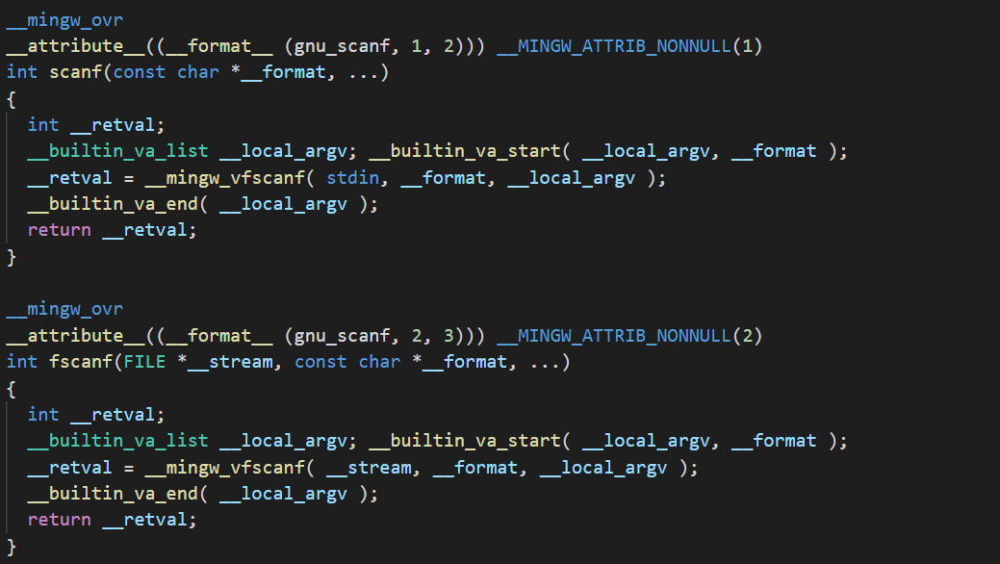 __mingw_ovr
__attribute__((__format__ (gnu_scanf, 1, 2))) __MINGW_ATTRIB_NONNULL(1)
int scanf(const char *__format, ...)
{
  int __retval;
  __builtin_va_list __local_argv; __builtin_va_start( __local_argv, __format );
  __retval = __mingw_vfscanf( stdin, __format, __local_argv );
  __builtin_va_end( __local_argv );
  return __retval;
}

__mingw_ovr
__attribute__((__format__ (gnu_scanf, 2, 3))) __MINGW_ATTRIB_NONNULL(2)
int fscanf(FILE *__stream, const char *__format, ...)
{
  int __retval;
  __builtin_va_list __local_argv; __builtin_va_start( __local_argv, __format );
  __retval = __mingw_vfscanf( __stream, __format, __local_argv );
  __builtin_va_end( __local_argv );
  return __retval;
}